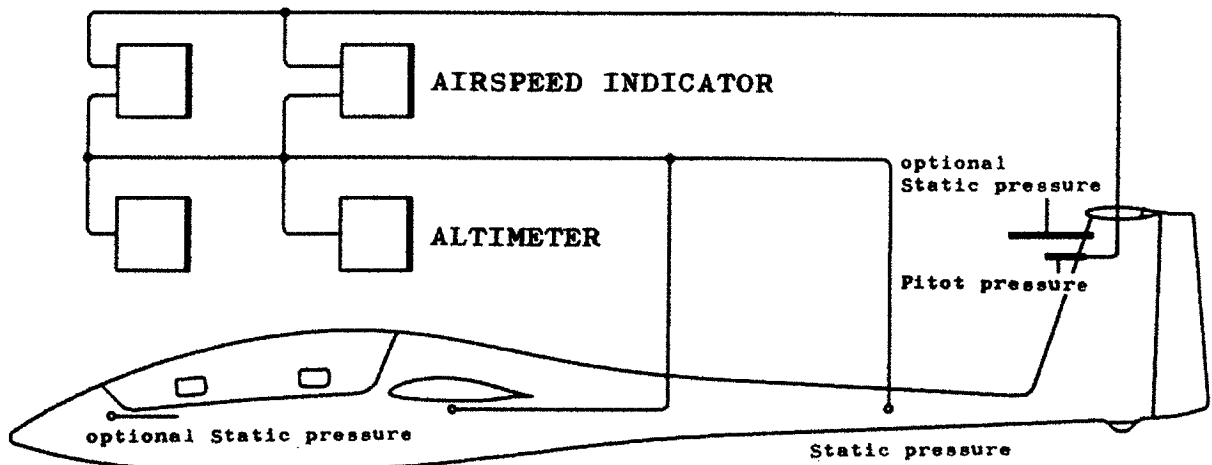 AIRSPEED INDICATOR
optional
Static pressure
ALTIMETER
Pitot pressure
optional Static pressure
Static pressure